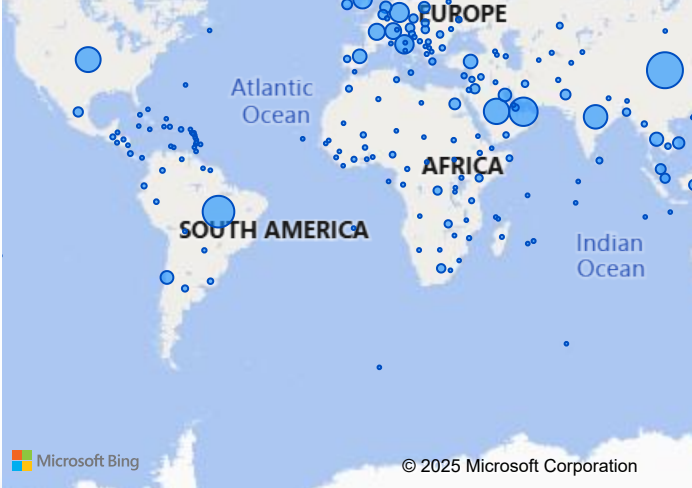 EUROPE
Atlantic
Ocean
AFRICA
SOUTH AMERICA
Indian
Ocean
Microsoft Bing
© 2025 Microsoft Corporation